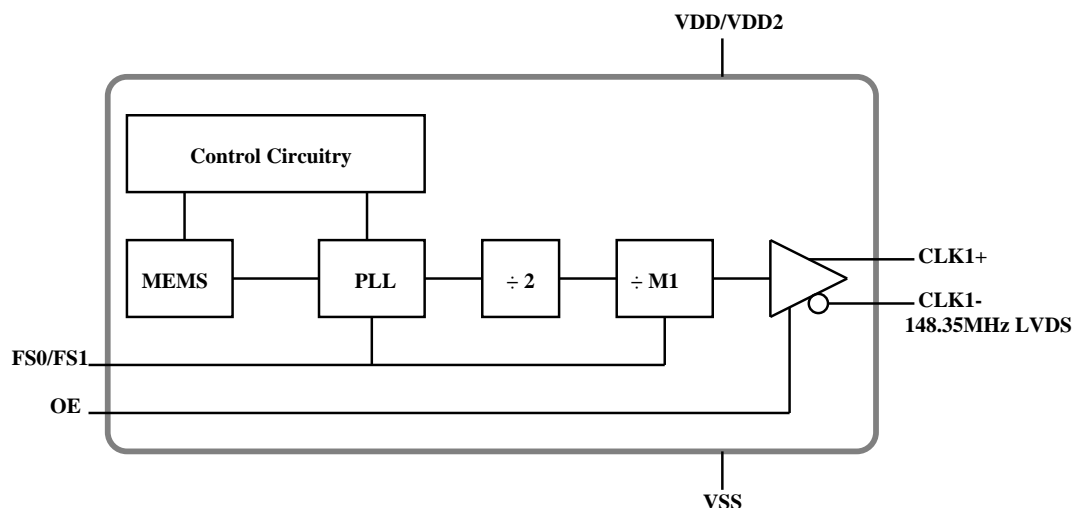 VDD/VDD2
Control Circuitry
MEMS
PLL
÷ 2
÷ M1
CLK1+
CLK1-
148.35MHz LVDS
FS0/FS1
OE
VSS